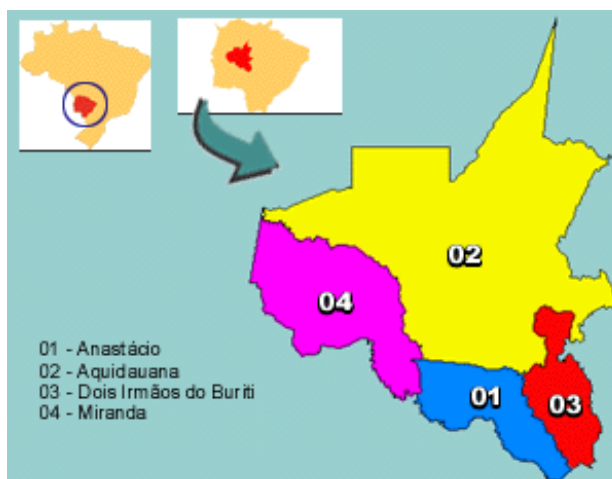 02
04
01 - Anastácio
02 - Aquidauana
03 - Dois Irmãos do Buriti
04 - Miranda
01
03